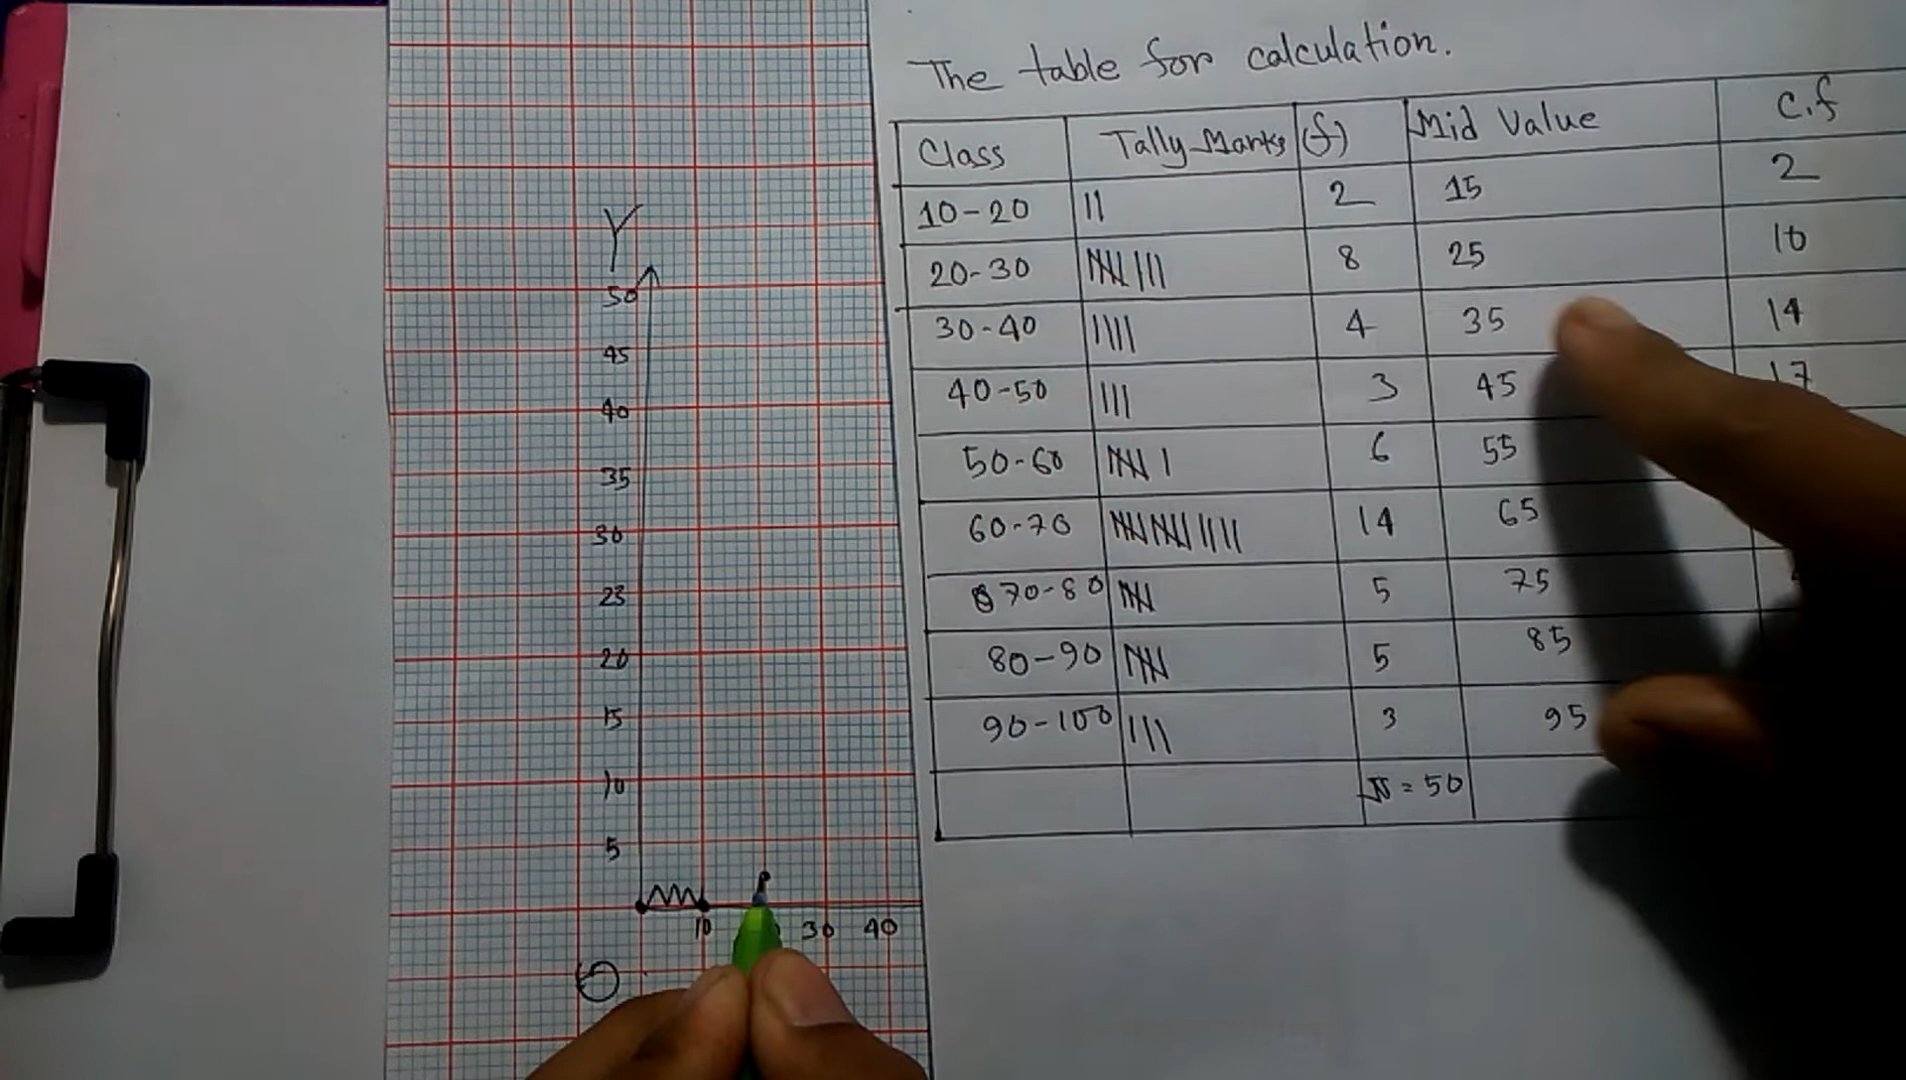 The table for calculation.
Class Tally Marks (f) Mid Value C.f
10-20 || 2 15 2
20-30 |||| ||| 8 25 10
30-40 |||| 4 35 14
40-50 ||| 3 45 17
50-60 |||| | 6 55
60-70 |||| |||| |||| 14 65
70-80 |||| 5 75
80-90 |||| 5 85
90-100 ||| 3 95
N = 50
Y
50
45
40
35
30
25
20
15
10
5
P
10 30 40